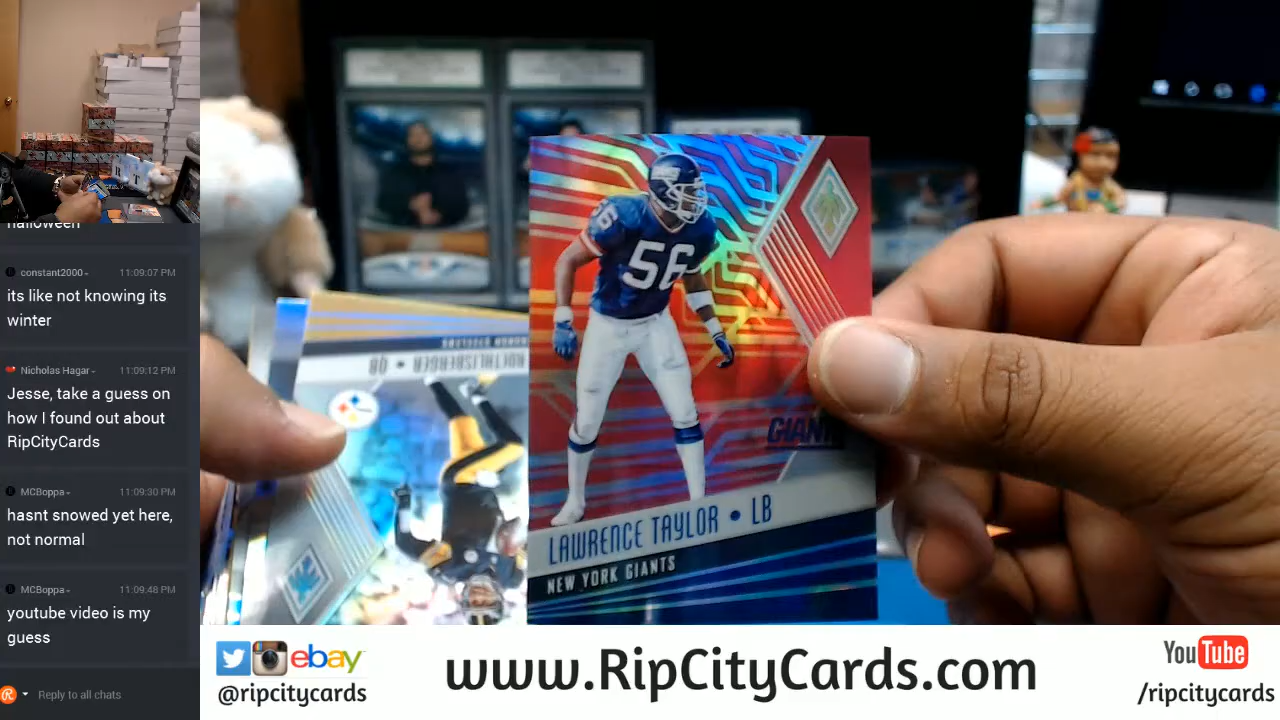 halloween
constant2000
11:09:07 PM
its like not knowing its
winter
Nicholas Hagar
11:09:12 PM
Jesse, take a guess on
how I found out about
RipCityCards
MCBoppa
11:09:30 PM
hasnt snowed yet here,
not normal
MCBoppa
11:09:48 PM
youtube video is my
guess
Reply to all chats
56
56
GIANTS
LAWRENCE TAYLOR • LB
NEW YORK GIANTS
ROETHLISBERGER • QB
ebay
@ripcitycards
www.RipCityCards.com
YouTube
/ripcitycards